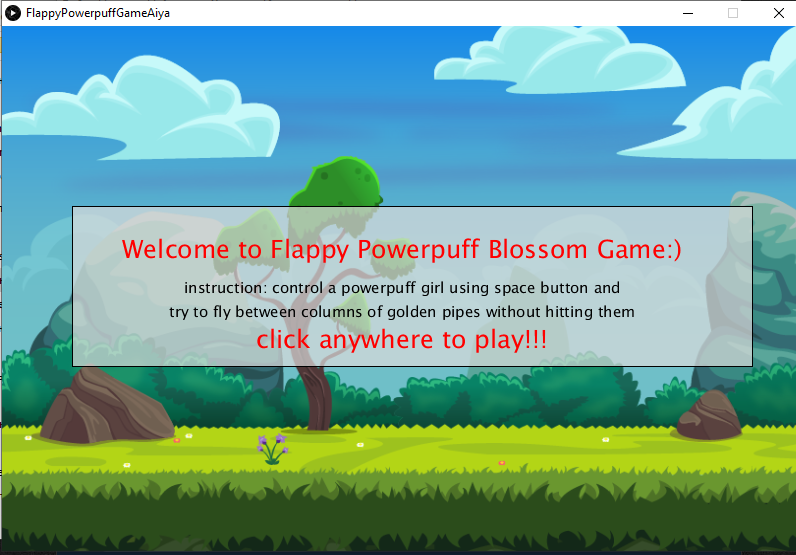 FlappyPowerpuffGameAiya
Welcome to Flappy Powerpuff Blossom Game:)
instruction: control a powerpuff girl using space button and
try to fly between columns of golden pipes without hitting them
click anywhere to play!!!